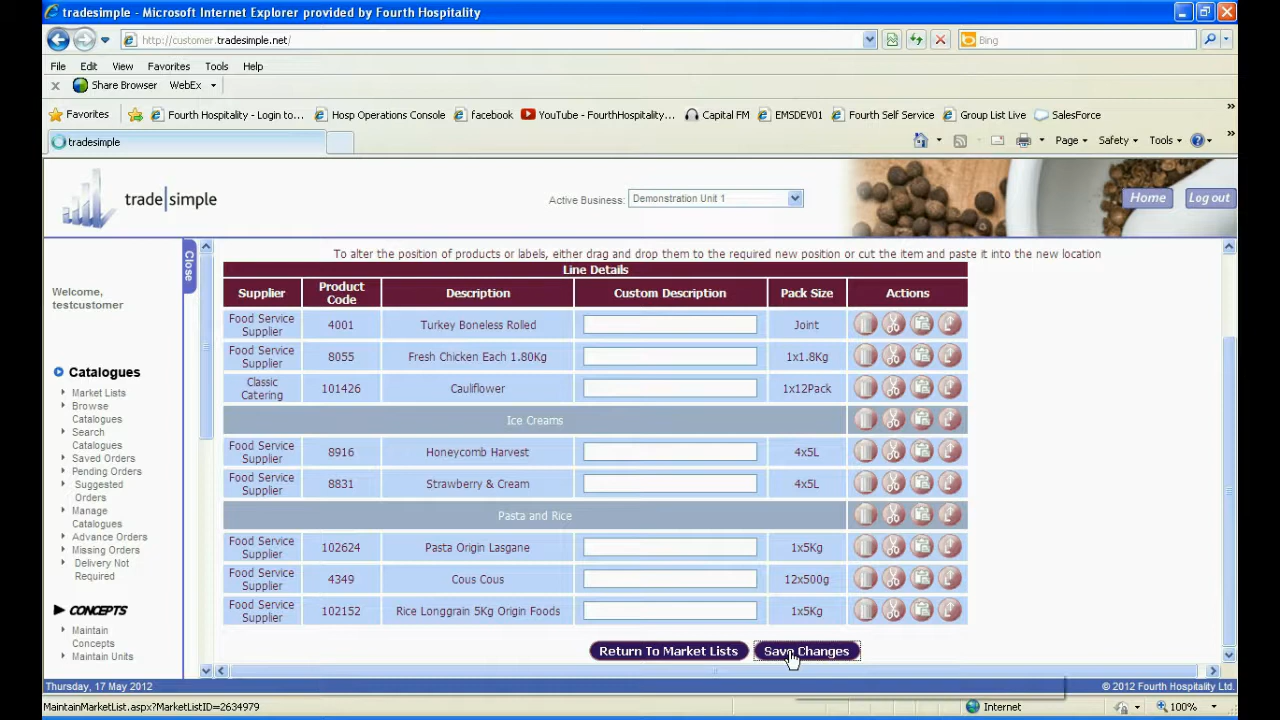 tradesimple - Microsoft Internet Explorer provided by Fourth Hospitality
http://customer.tradesimple.net/
Bing
File Edit View Favorites Tools Help
Share Browser WebEx
Favorites Fourth Hospitality - Login to... Hosp Operations Console facebook YouTube - FourthHospitality... Capital FM EMSDEV01 Fourth Self Service Group List Live SalesForce
tradesimple
Page Safety Tools
trade simple
Active Business: Demonstration Unit 1
Home
Log out
Close
Welcome,
testcustomer
Catalogues
Market Lists
Browse
Catalogues
Search
Catalogues
Saved Orders
Pending Orders
Suggested
Orders
Manage
Catalogues
Advance Orders
Missing Orders
Delivery Not
Required
CONCEPTS
Maintain
Concepts
Maintain Units
To alter the position of products or labels, either drag and drop them to the required new position or cut the item and paste it into the new location
Line Details
Supplier Product Code Description Custom Description Pack Size Actions
Food Service Supplier 4001 Turkey Boneless Rolled Joint
Food Service Supplier 8055 Fresh Chicken Each 1.80Kg 1x1.8Kg
Classic Catering 101426 Cauliflower 1x12Pack
Ice Creams
Food Service Supplier 8916 Honeycomb Harvest 4x5L
Food Service Supplier 8831 Strawberry & Cream 4x5L
Pasta and Rice
Food Service Supplier 102624 Pasta Origin Lasgane 1x5Kg
Food Service Supplier 4349 Cous Cous 12x500g
Food Service Supplier 102152 Rice Longgrain 5Kg Origin Foods 1x5Kg
Return To Market Lists Save Changes
Thursday, 17 May 2012 © 2012 Fourth Hospitality Ltd.
MaintainMarketList.aspx?MarketListID=2634979 Internet 100%